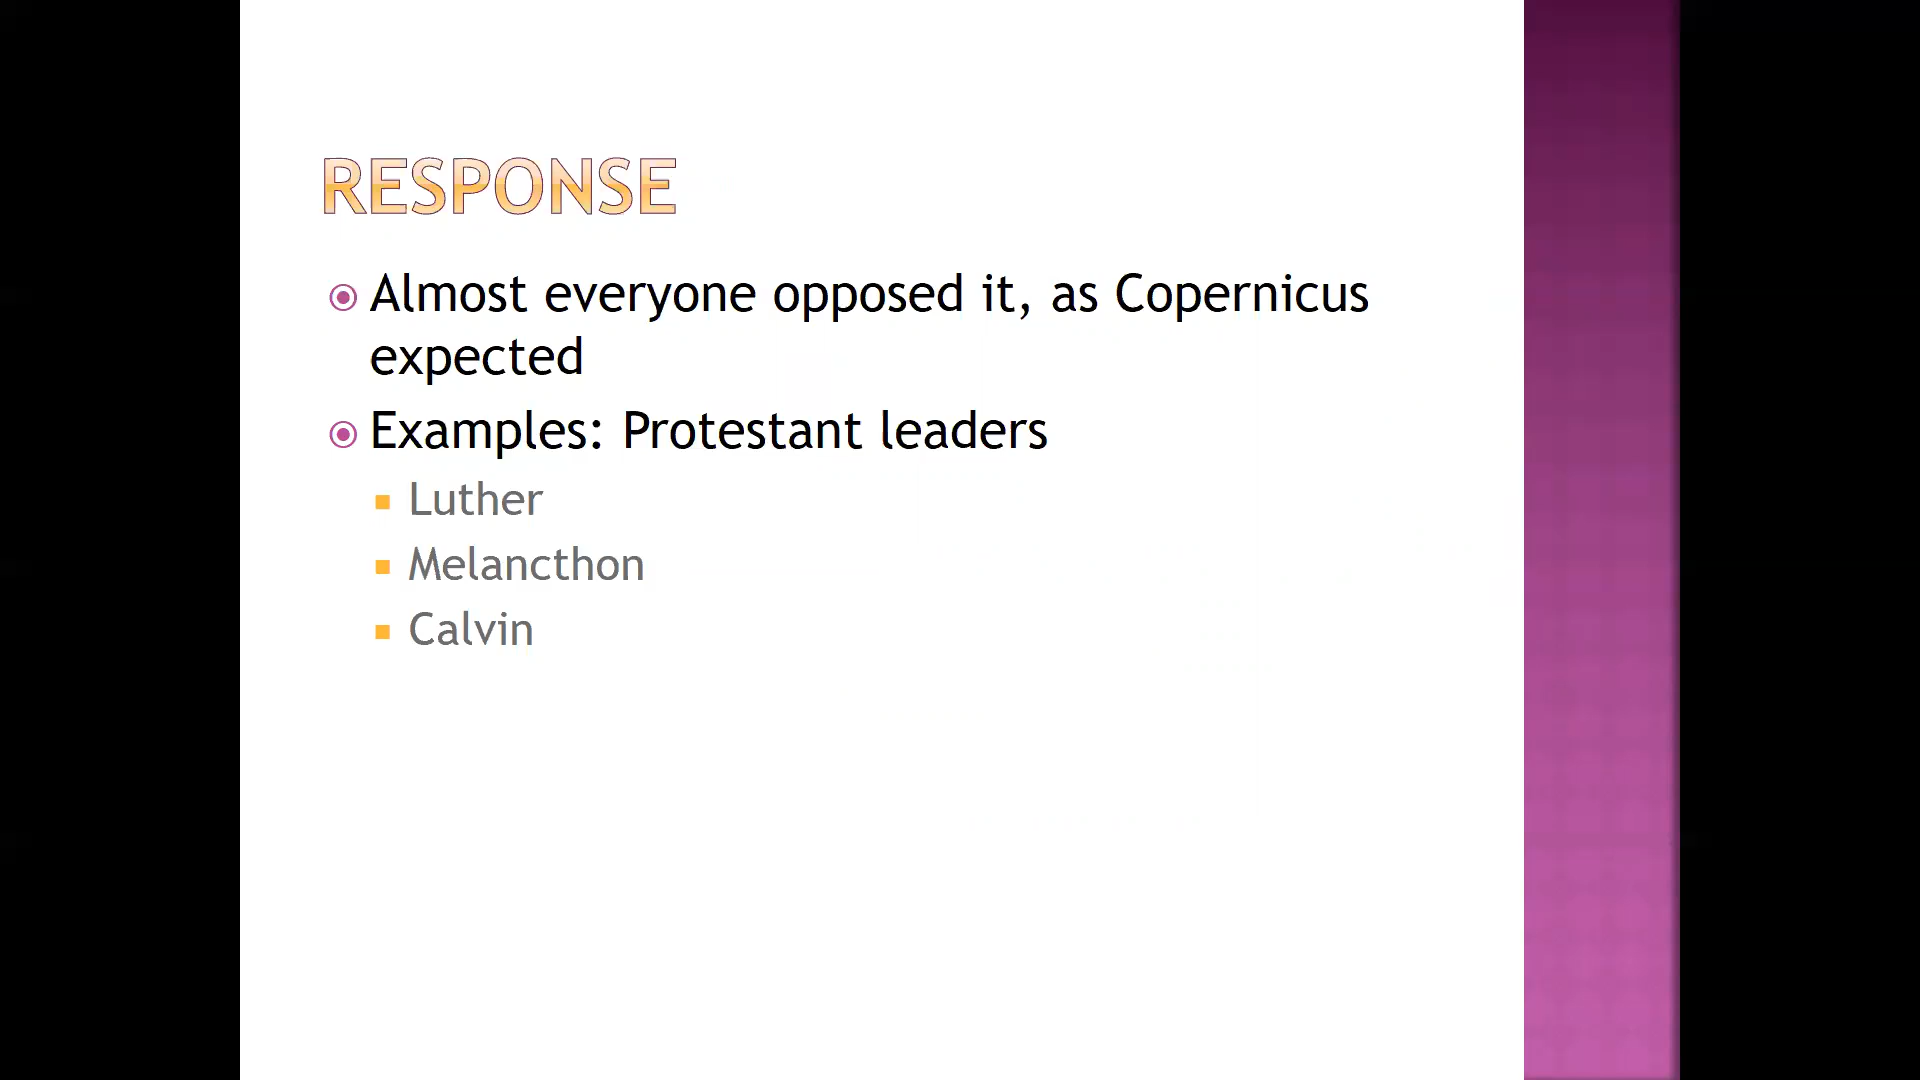 RESPONSE
Almost everyone opposed it, as Copernicus
expected
Examples: Protestant leaders
Luther
Melancthon
Calvin